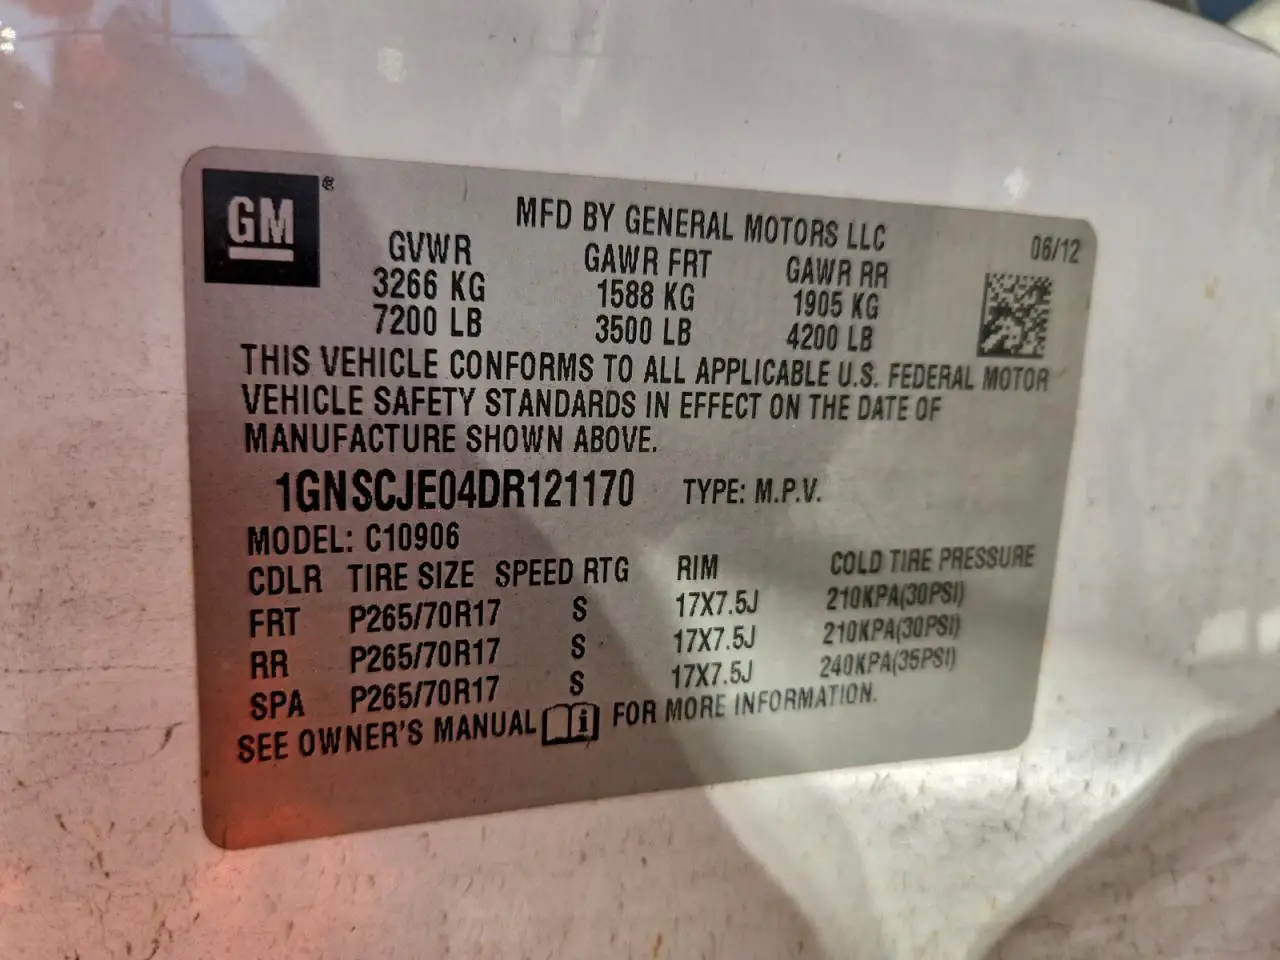 GM ®
MFD BY GENERAL MOTORS LLC 06/12
GVWR GAWR FRT GAWR RR
3266 KG 1588 KG 1905 KG
7200 LB 3500 LB 4200 LB
THIS VEHICLE CONFORMS TO ALL APPLICABLE U.S. FEDERAL MOTOR
VEHICLE SAFETY STANDARDS IN EFFECT ON THE DATE OF
MANUFACTURE SHOWN ABOVE.
1GNSCJE04DR121170 TYPE: M.P.V.
MODEL: C10906
CDLR TIRE SIZE SPEED RTG RIM COLD TIRE PRESSURE
FRT P265/70R17 S 17X7.5J 210KPA(30PSI)
RR P265/70R17 S 17X7.5J 210KPA(30PSI)
SPA P265/70R17 S 17X7.5J 240KPA(35PSI)
SEE OWNER'S MANUAL i FOR MORE INFORMATION.